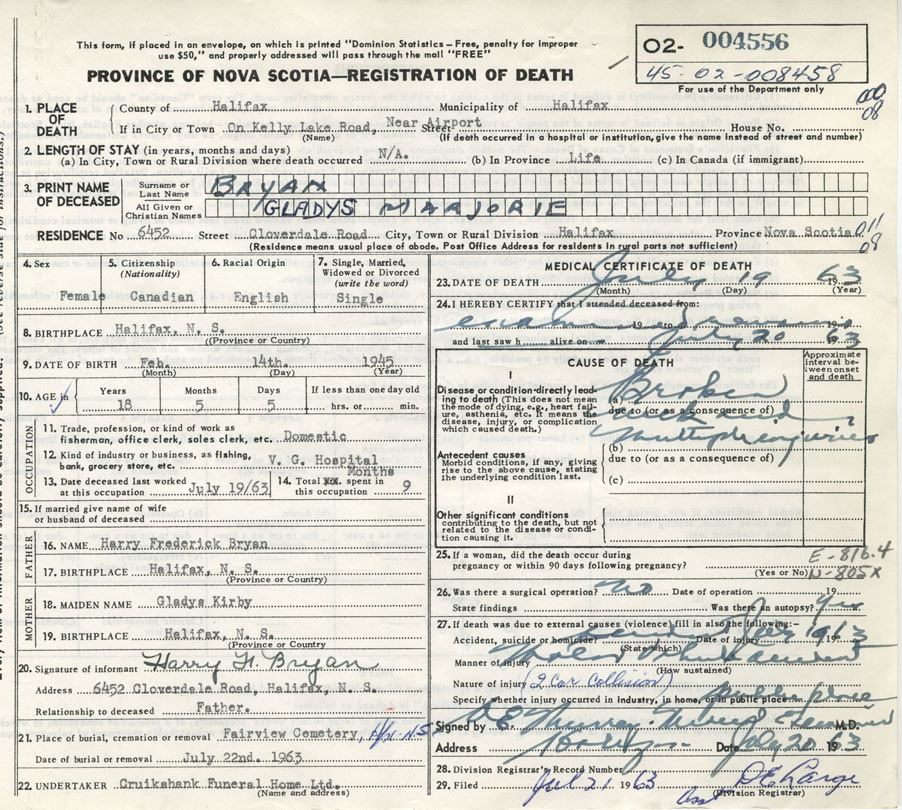 This form, if placed in an envelope, on which is printed "Dominion Statistics - Free, penalty for improper
use $50," and properly addressed will pass through the mail "FREE"
PROVINCE OF NOVA SCOTIA—REGISTRATION OF DEATH
O2- 004556
45-02-008458
For use of the Department only
000
08
1. PLACE OF DEATH
County of Halifax Municipality of Halifax
If in City or Town On Kelly Lake Road, Near Airport Street House No.
(Name) (If death occurred in a hospital or institution, give the name instead of street and number)
2. LENGTH OF STAY (in years, months and days)
(a) In City, Town or Rural Division where death occurred N/A. (b) In Province Life (c) In Canada (if immigrant)
3. PRINT NAME OF DECEASED
Surname or Last Name BRYAN
All Given or Christian Names GLADYS MARJORIE
RESIDENCE No 6452 Street Cloverdale Road City, Town or Rural Division Halifax Province Nova Scotia 011
08
(Residence means usual place of abode. Post Office Address for residents in rural parts not sufficient)
4. Sex Female
5. Citizenship (Nationality) Canadian
6. Racial Origin English
7. Single, Married, Widowed or Divorced (write the word) Single
8. BIRTHPLACE Halifax, N. S.
(Province or Country)
9. DATE OF BIRTH Feb. 14th. 1945
(Month) (Day) (Year)
10. AGE in Years 18 Months 5 Days 5 If less than one day old hrs. or min.
OCCUPATION
11. Trade, profession, or kind of work as
fisherman, office clerk, sales clerk, etc. Domestic
12. Kind of industry or business, as fishing,
bank, grocery store, etc. V. G. Hospital
13. Date deceased last worked at this occupation July 19/63
14. Total Months spent in this occupation 9
15. If married give name of wife
or husband of deceased
FATHER
16. NAME Harry Frederick Bryan
17. BIRTHPLACE Halifax, N. S.
(Province or Country)
MOTHER
18. MAIDEN NAME Gladys Kirby
19. BIRTHPLACE Halifax, N. S.
(Province or Country)
20. Signature of informant Harry F. Bryan
Address 6452 Cloverdale Road, Halifax, N. S.
Relationship to deceased Father.
21. Place of burial, cremation or removal Fairview Cemetery, Hfx. N.S
Date of burial or removal July 22nd. 1963
22. UNDERTAKER Cruikshank Funeral Home Ltd.
(Name and address)
MEDICAL CERTIFICATE OF DEATH
23. DATE OF DEATH July 19 1963
(Month) (Day) (Year)
24. I HEREBY CERTIFY that I attended deceased from:
19 to 19
and last saw h alive on July 20 63
CAUSE OF DEATH
Approximate interval between onset and death
I
Disease or condition directly leading to death (This does not mean the mode of dying, e.g., heart failure, asthenia, etc. It means the disease, injury, or complication which caused death.)
(a) Broken
due to (or as a consequence of)
neck and
multiple injuries
Antecedent causes
Morbid conditions, if any, giving rise to the above cause, stating the underlying condition last.
(b)
due to (or as a consequence of)
(c)
II
Other significant conditions
contributing to the death, but not related to the disease or condition causing it.
25. If a woman, did the death occur during
pregnancy or within 90 days following pregnancy?
(Yes or No)
E-816.4
N-805X
26. Was there a surgical operation? No Date of operation 19
State findings Was there an autopsy? Yes
27. If death was due to external causes (violence) fill in also the following:—
Accident, suicide or homicide? Date of injury July 19 1963
(State which)
Manner of injury Motor vehicle accident
(How sustained)
Nature of injury (2 Car Collision)
Specify whether injury occurred in industry, in home, or in public place public place
Signed by Murray M.D.
Address Halifax Date July 20 1963
28. Division Registrar's Record Number
29. Filed Jul 21 1963
(Division Registrar)